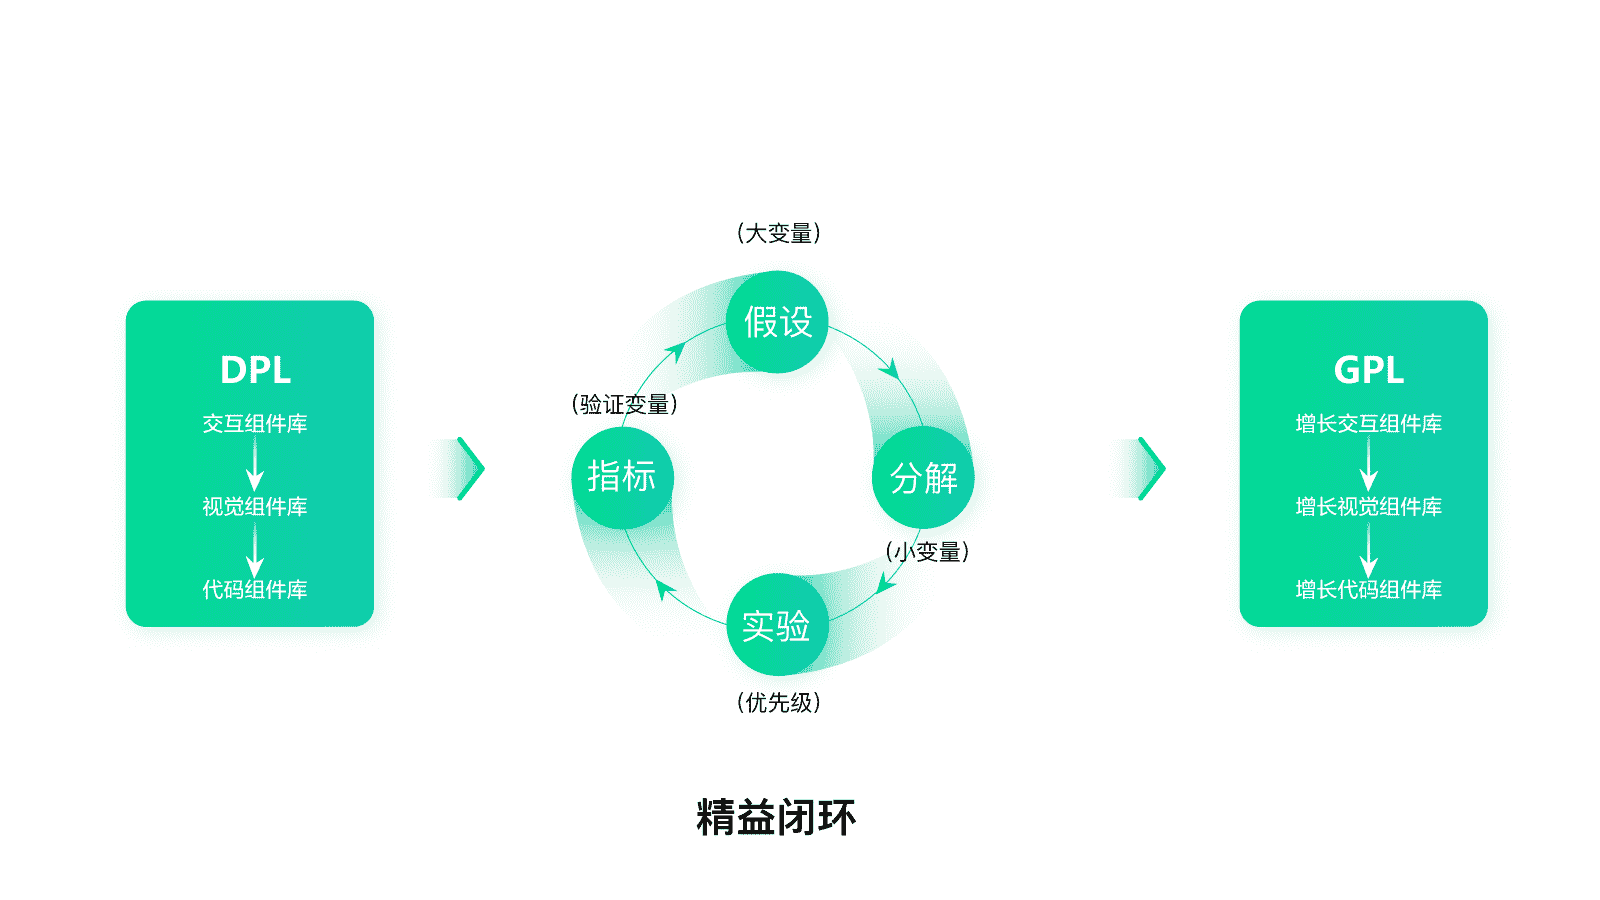 DPL
交互组件库
视觉组件库
代码组件库
(大变量)
假设
(验证变量)
指标
分解
(小变量)
实验
(优先级)
GPL
增长交互组件库
增长视觉组件库
增长代码组件库
精益闭环